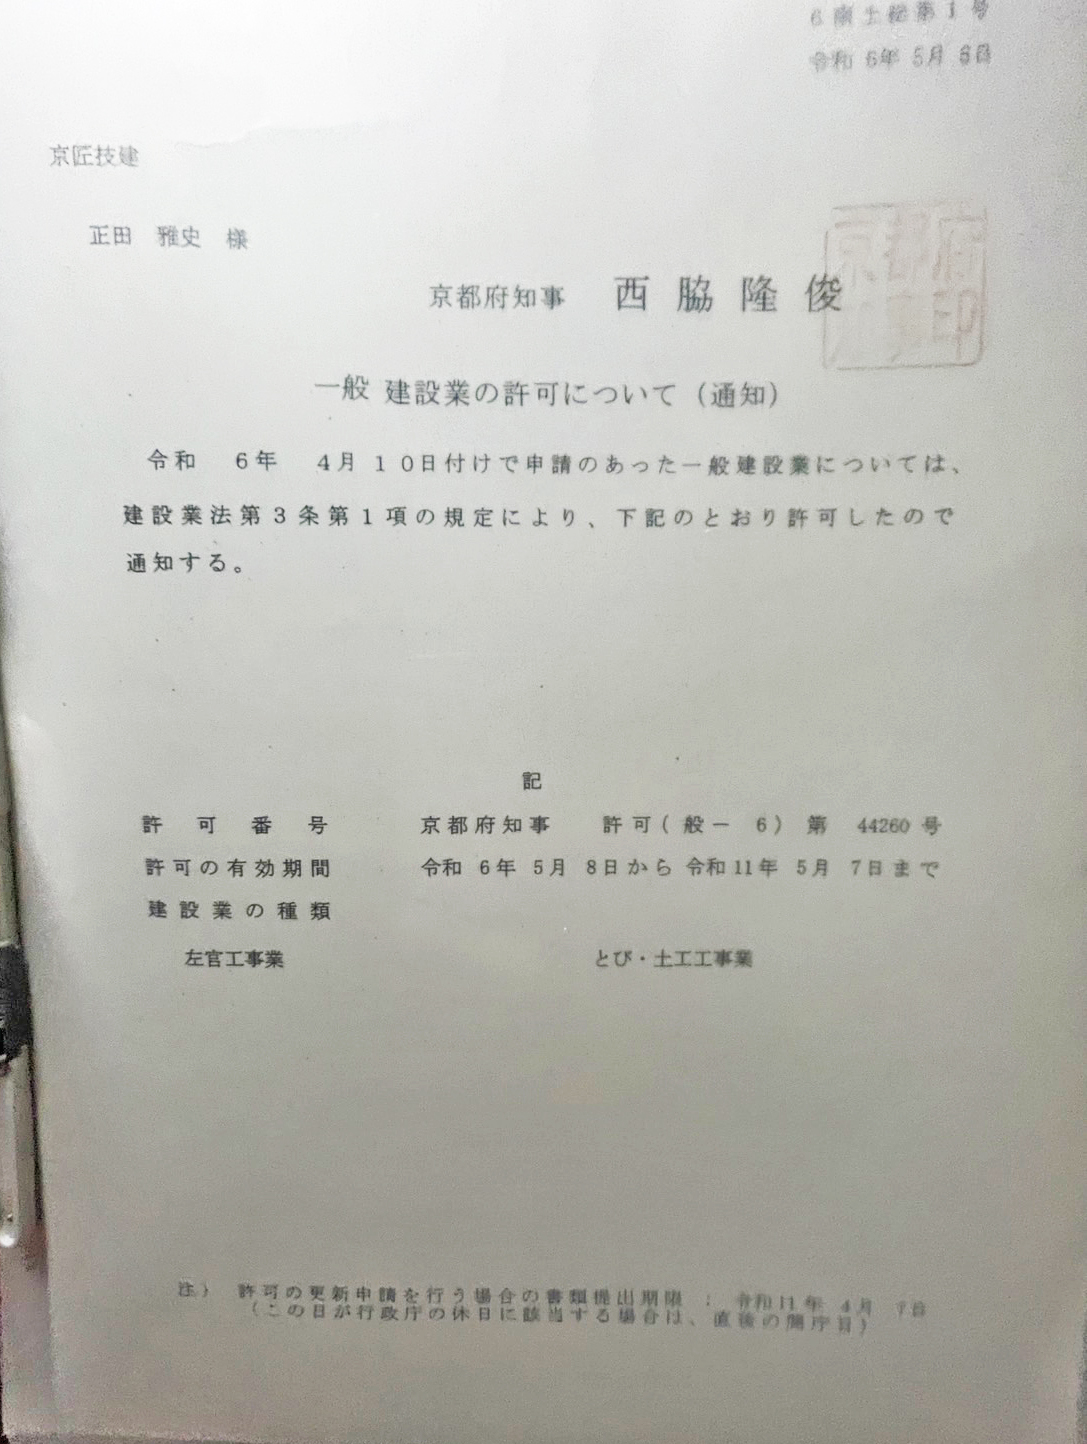 6南土総第1号
令和 6年 5月 6日
京匠技建
正田 雅史 様
京都府知事 西脇隆俊
京都府
知事印
一般 建設業の許可について（通知）
令和 6年 4月10日付けで申請のあった一般建設業については、
建設業法第3条第1項の規定により、下記のとおり許可したので
通知する。
記
許可番号 京都府知事 許可(般－ 6) 第 44260 号
許可の有効期間 令和 6年 5月 8日から 令和11年 5月 7日まで
建設業の種類
左官工事業 とび・土工工事業
注） 許可の更新申請を行う場合の書類提出期限 : 令和11年 4月 7日
（この日が行政庁の休日に該当する場合は、直後の開庁日）